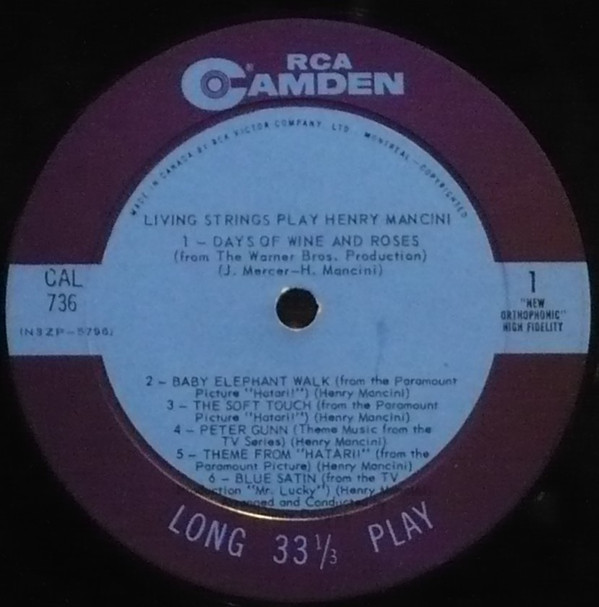 RCA
CAMDEN
MADE IN CANADA BY RCA VICTOR COMPANY, LTD., MONTREAL - COPYRIGHTED
LIVING STRINGS PLAY HENRY MANCINI
1 - DAYS OF WINE AND ROSES
(from The Warner Bros. Production)
(J. Mercer-H. Mancini)
CAL
736
1
"NEW
ORTHOPHONIC"
HIGH FIDELITY
2 - BABY ELEPHANT WALK (from the Paramount
Picture "Hatari!") (Henry Mancini)
3 - THE SOFT TOUCH (from the Paramount
Picture "Hatari!") (Henry Mancini)
4 - PETER GUNN (Theme Music from the
TV Series) (Henry Mancini)
5 - THEME FROM "HATARI!" (from the
Paramount Picture) (Henry Mancini)
6 - BLUE SATIN (from the TV
"Mr. Lucky") (Henry
and Conducted
LONG 33 1/3 PLAY